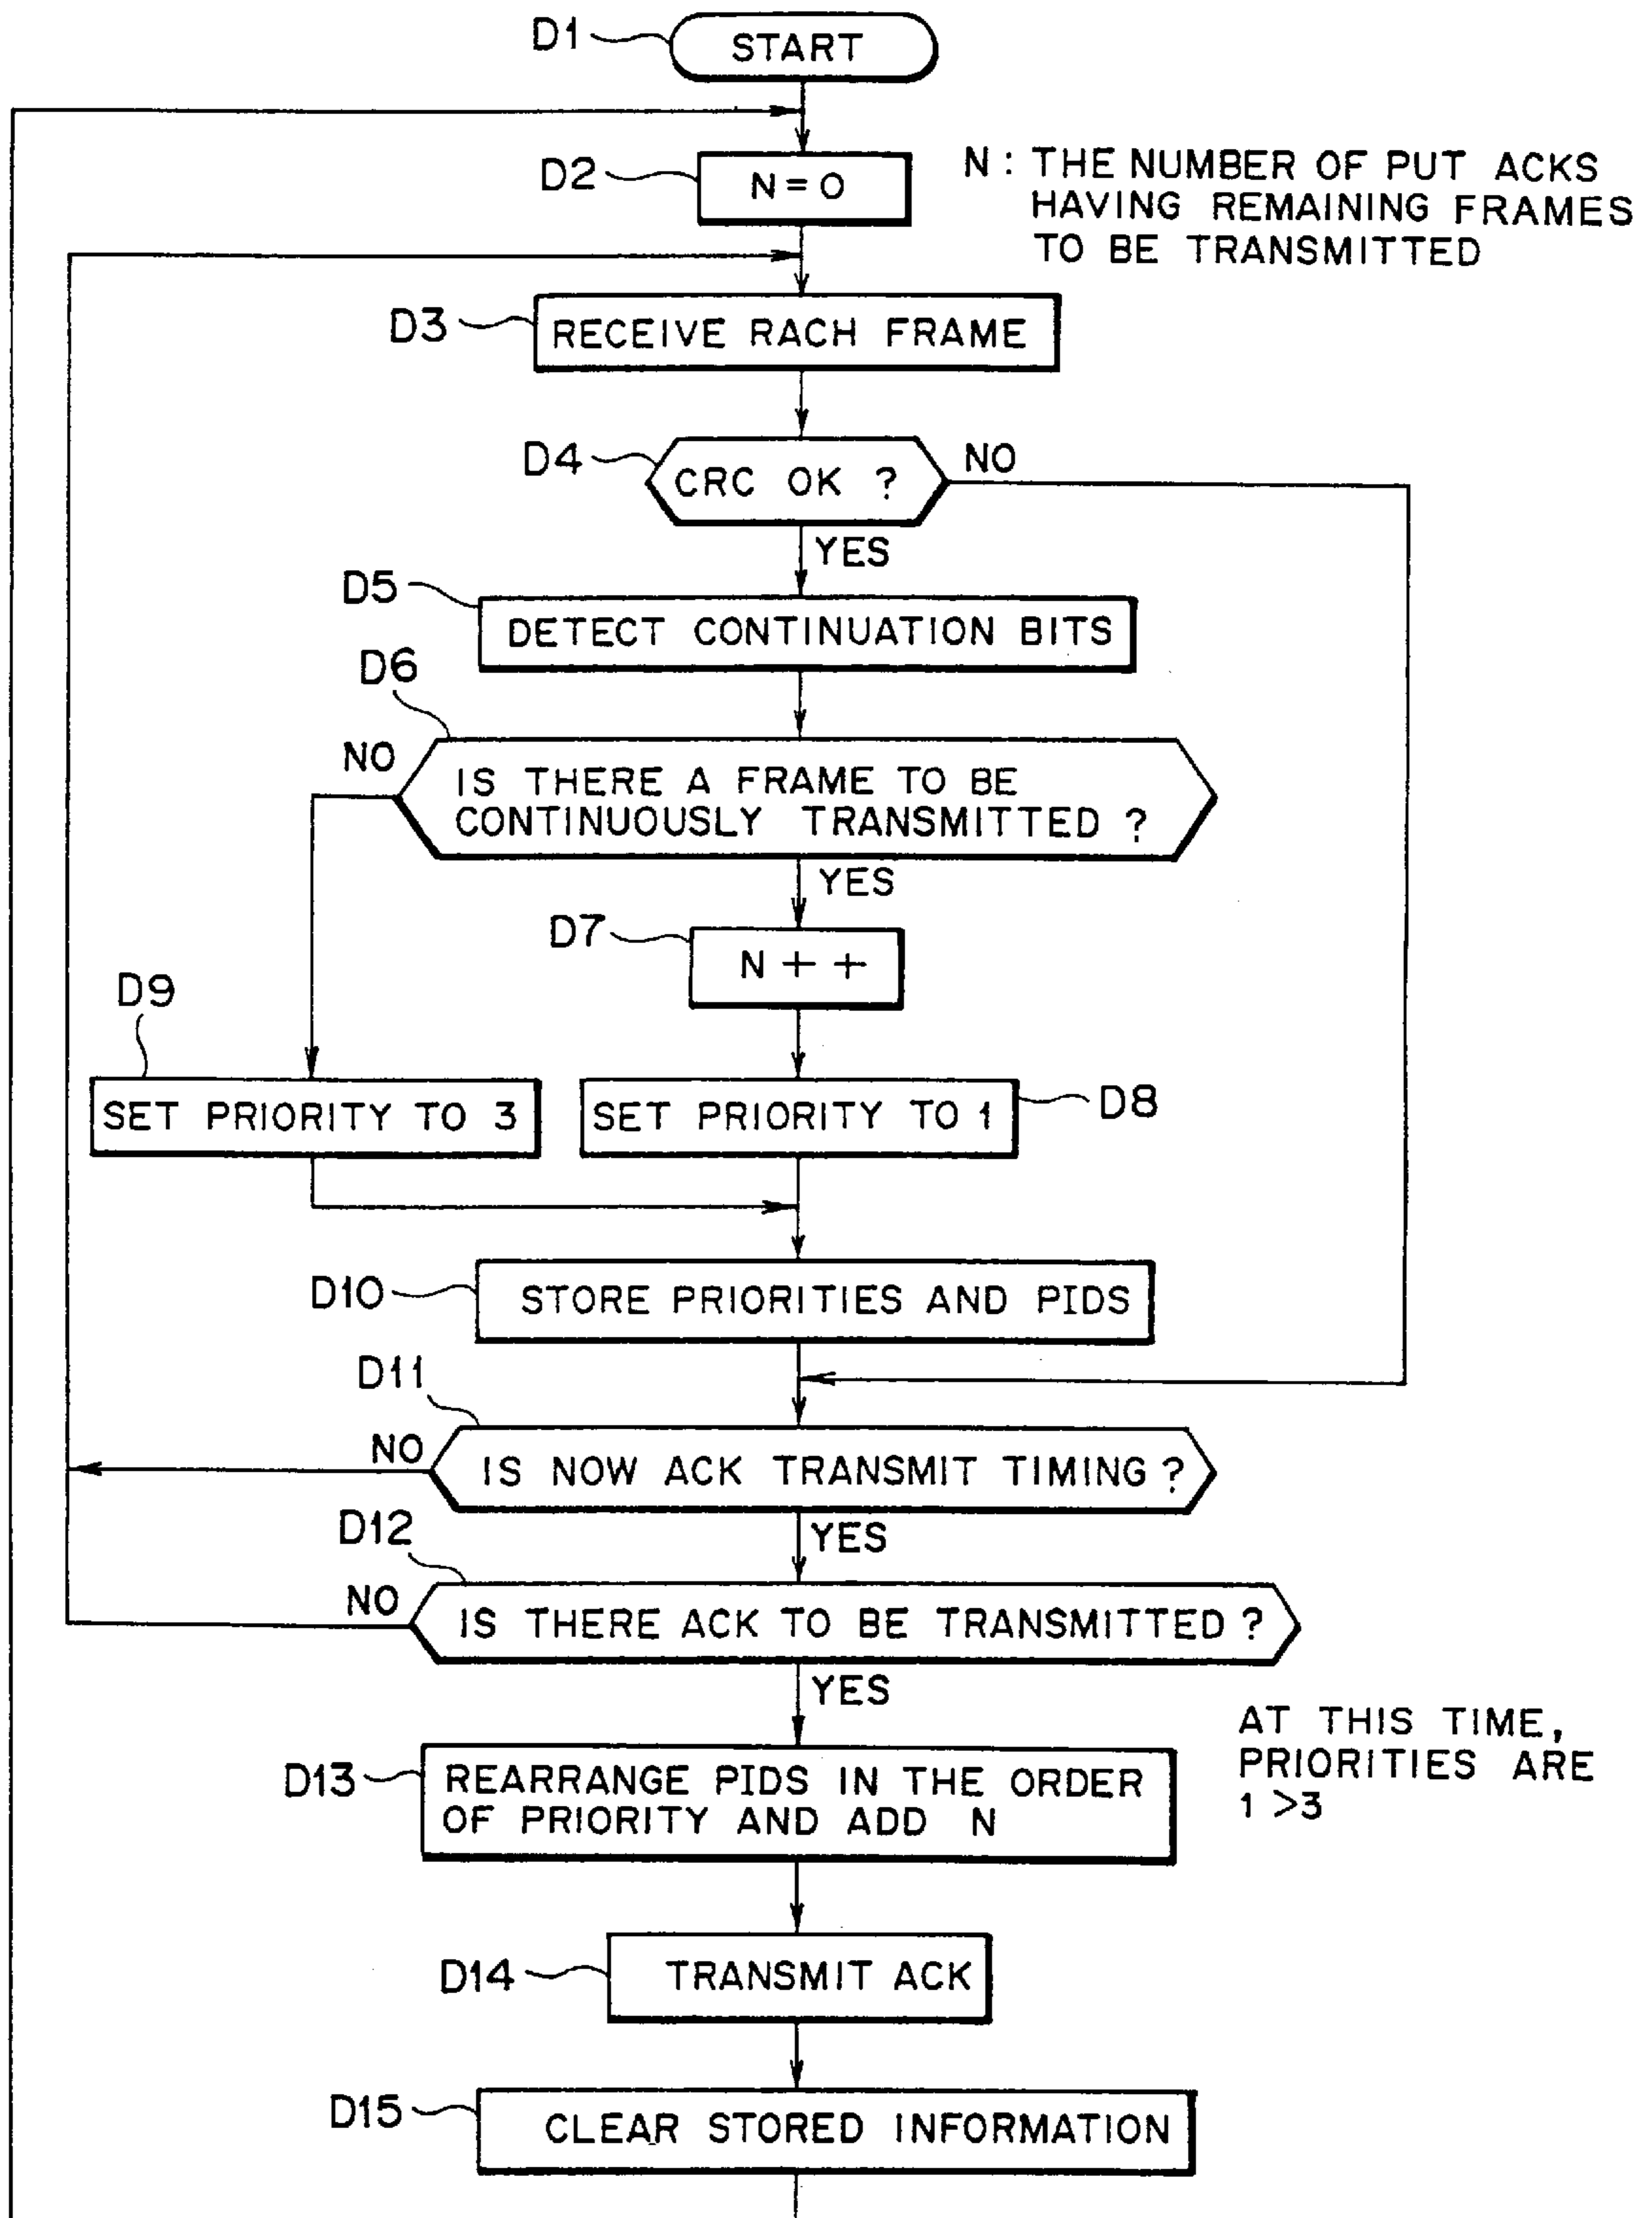 D1
START
D2
N = 0
N : THE NUMBER OF PUT ACKS
HAVING REMAINING FRAMES
TO BE TRANSMITTED
D3
RECEIVE RACH FRAME
D4
CRC OK ?
NO
YES
D5
DETECT CONTINUATION BITS
D6
NO
IS THERE A FRAME TO BE
CONTINUOUSLY TRANSMITTED ?
YES
D7
N + +
D9
SET PRIORITY TO 3
SET PRIORITY TO 1
D8
D10
STORE PRIORITIES AND PIDS
D11
NO
IS NOW ACK TRANSMIT TIMING ?
YES
D12
NO
IS THERE ACK TO BE TRANSMITTED ?
YES
AT THIS TIME,
PRIORITIES ARE
1 >3
D13
REARRANGE PIDS IN THE ORDER
OF PRIORITY AND ADD N
D14
TRANSMIT ACK
D15
CLEAR STORED INFORMATION